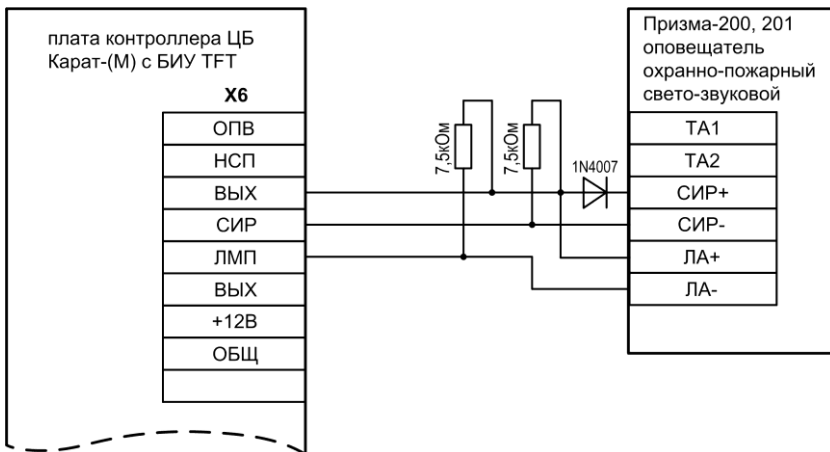 плата контроллера ЦБ
Карат-(М) с БИУ TFT
X6
ОПВ
НСП
ВЫХ
СИР
ЛМП
ВЫХ
+12В
ОБЩ
7,5кОм
7,5кОм
1N4007
Призма-200, 201
оповещатель
охранно-пожарный
свето-звуковой
ТА1
ТА2
СИР+
СИР-
ЛА+
ЛА-